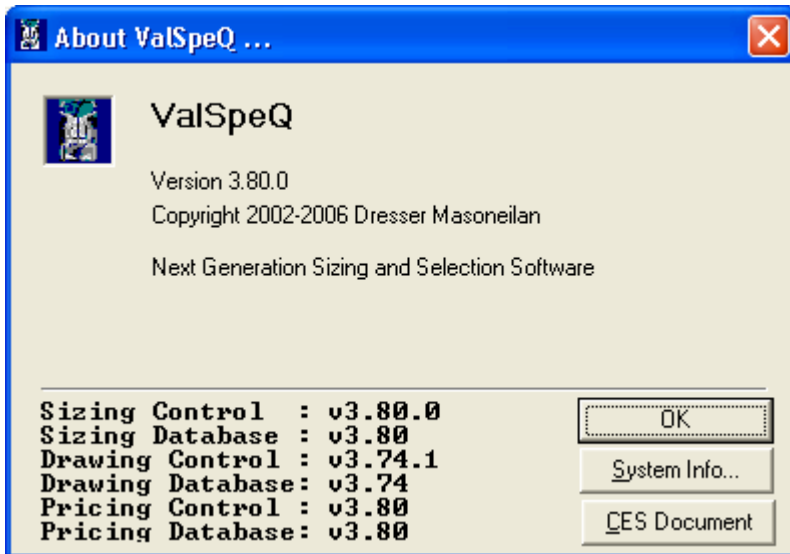 About ValSpeQ ...
ValSpeQ
Version 3.80.0
Copyright 2002-2006 Dresser Masoneilan
Next Generation Sizing and Selection Software
Sizing Control : v3.80.0
Sizing Database : v3.80
Drawing Control : v3.74.1
Drawing Database: v3.74
Pricing Control : v3.80
Pricing Database: v3.80
OK
System Info...
CES Document